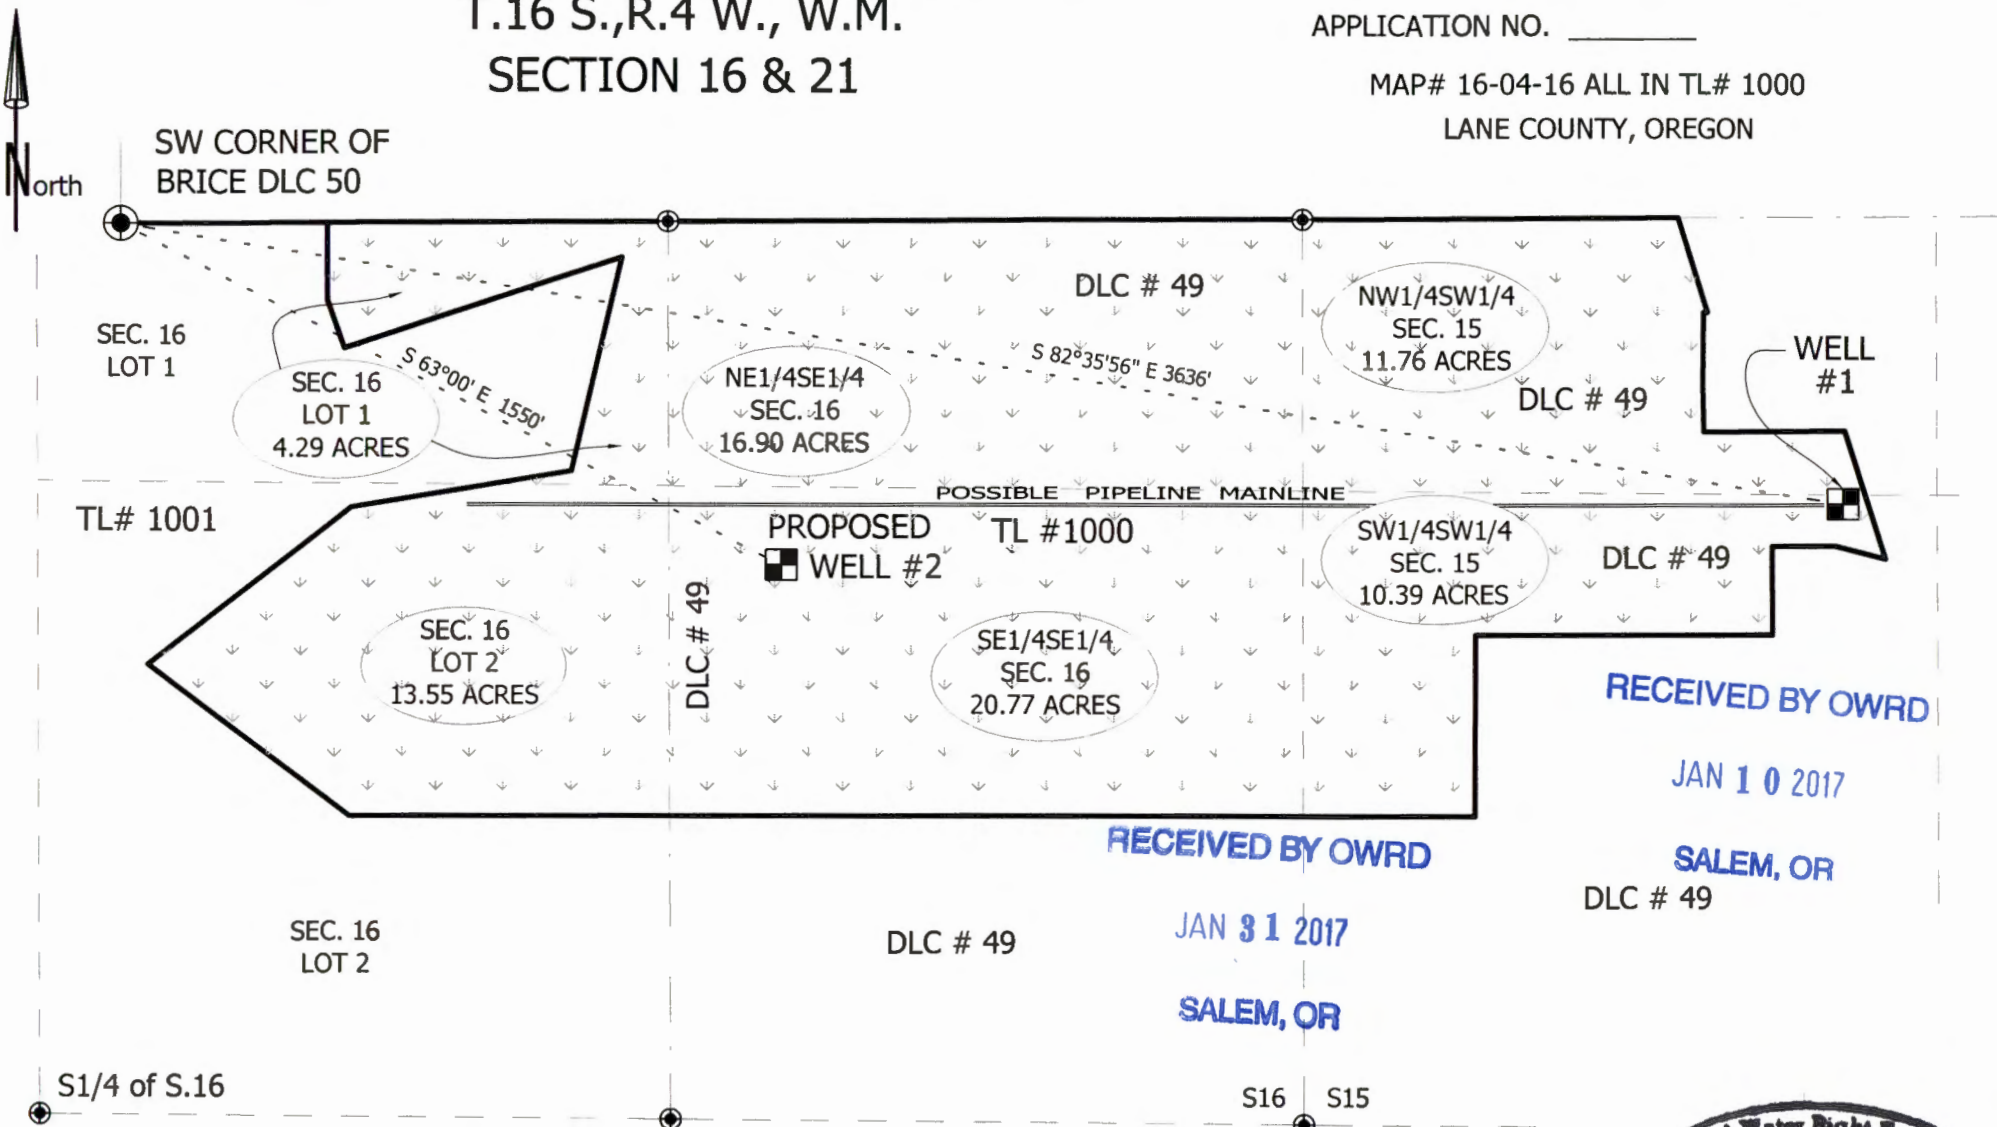 T.16 S.,R.4 W., W.M.
SECTION 16 & 21
APPLICATION NO. ________
MAP# 16-04-16 ALL IN TL# 1000
LANE COUNTY, OREGON
North
SW CORNER OF
BRICE DLC 50
SEC. 16
LOT 1
SEC. 16
LOT 1
4.29 ACRES
S 63°00' E 1550'
NE1/4SE1/4
SEC. 16
16.90 ACRES
DLC # 49
S 82°35'56" E 3636'
NW1/4SW1/4
SEC. 15
11.76 ACRES
DLC # 49
WELL
#1
TL# 1001
POSSIBLE PIPELINE MAINLINE
PROPOSED
WELL #2
TL #1000
SW1/4SW1/4
SEC. 15
10.39 ACRES
DLC # 49
SEC. 16
LOT 2
13.55 ACRES
DLC # 49
SE1/4SE1/4
SEC. 16
20.77 ACRES
RECEIVED BY OWRD
JAN 10 2017
SALEM, OR
RECEIVED BY OWRD
JAN 31 2017
SALEM, OR
DLC # 49
SEC. 16
LOT 2
DLC # 49
S1/4 of S.16
S16
S15
Water Right